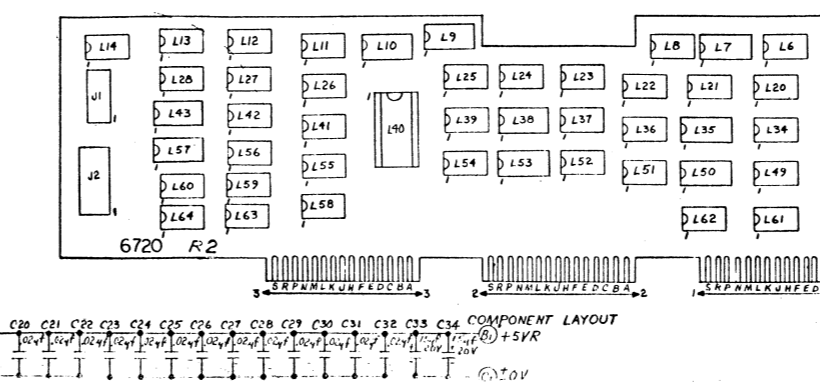 L14 L13 L12 L11 L10 L9 L8 L7 L6
L28 L27 L26 L25 L24 L23 L22 L21 L20
J1 L43 L42 L41 L40 L39 L38 L37 L36 L35 L34
J2 L57 L56 L55 L54 L53 L52 L51 L50 L49
L60 L59 L58
L64 L63 L62 L61
6720 R2
SRPNMLKJHFEDCBA SRPNMLKJHFEDCBA SRPNMLKJHFED
3 3 2 2 1
C20 C21 C22 C23 C24 C25 C26 C27 C28 C29 C30 C31 C32 C33 C34 COMPONENT LAYOUT
.02µf .02µf .02µf .02µf .02µf .02µf .02µf .02µf .02µf .02µf .02µf .02µf .02µf 20V 20V +5VR
±0V